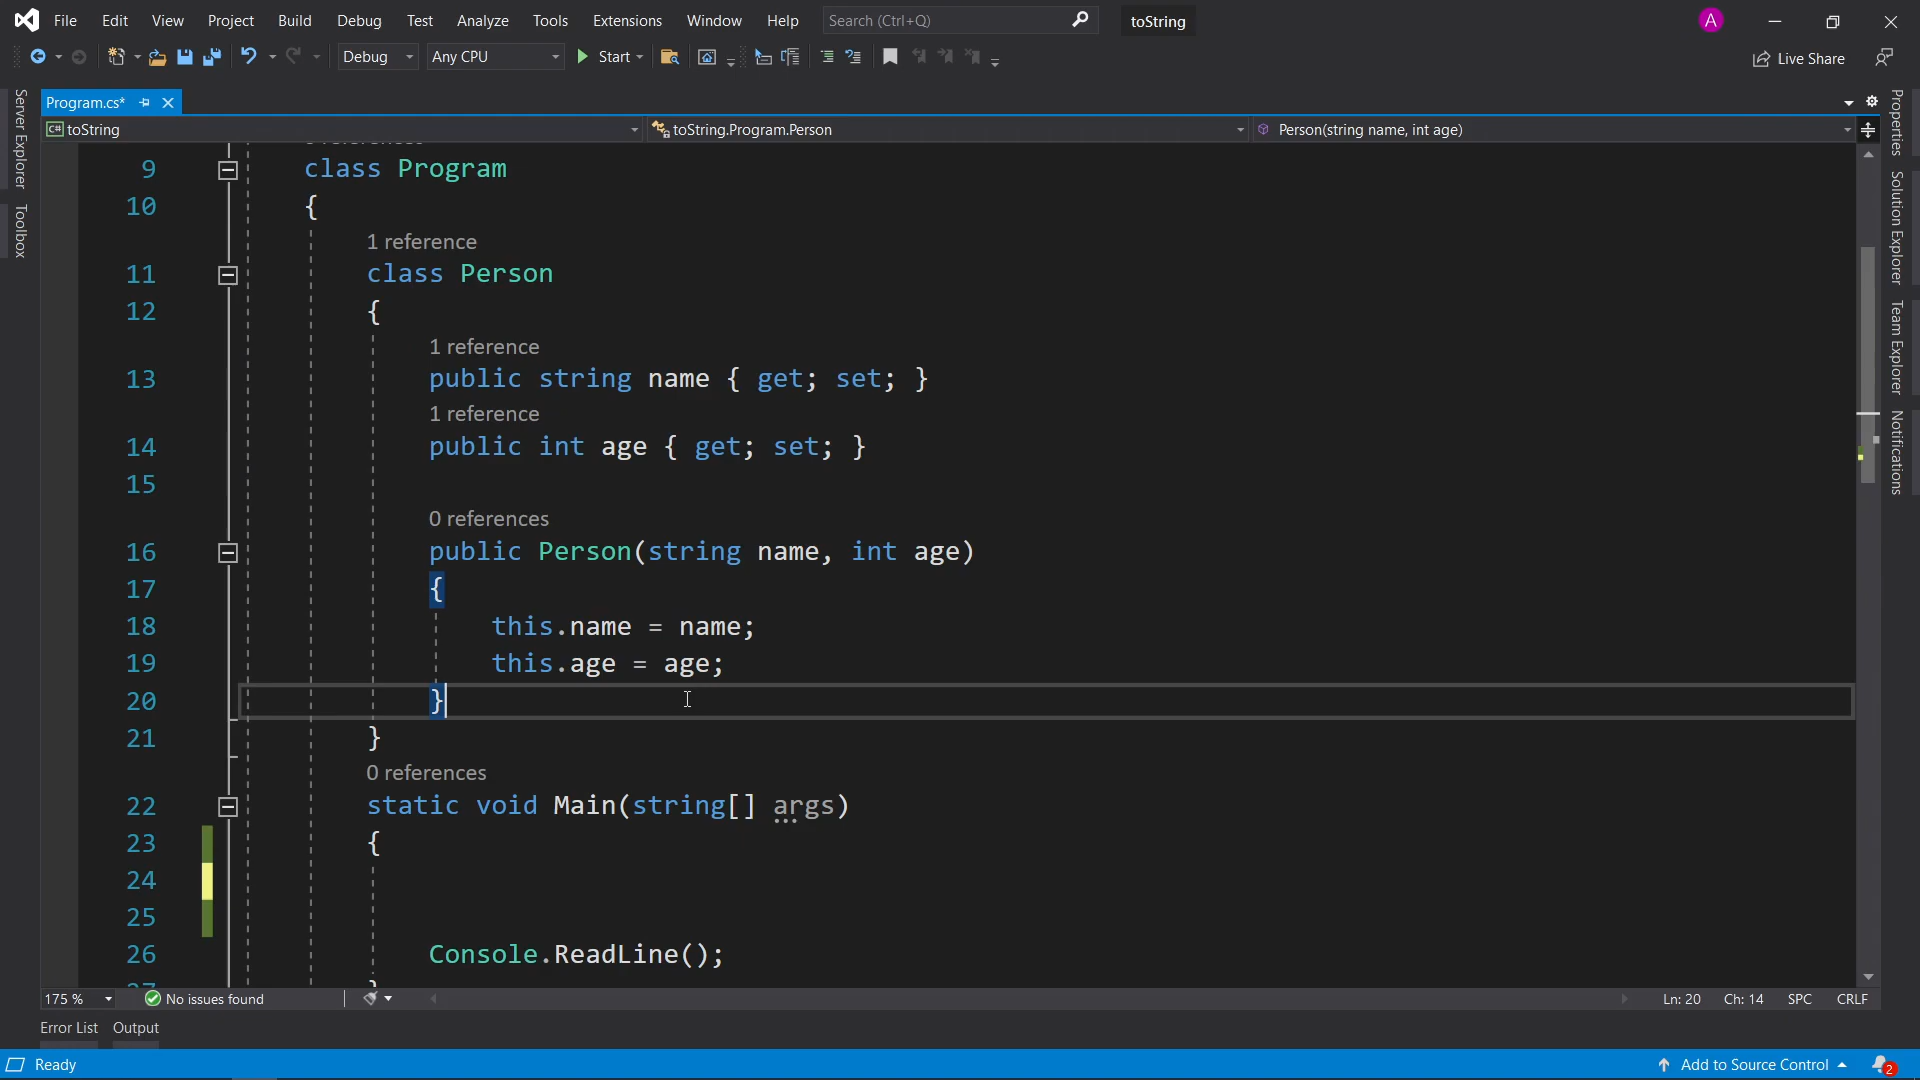 File Edit View Project Build Debug Test Analyze Tools Extensions Window Help Search (Ctrl+Q) toString A
Debug Any CPU Start Live Share
Server Explorer
Toolbox
Program.cs*
toString toString.Program.Person Person(string name, int age)
9 class Program
10 {
1 reference
11 class Person
12 {
1 reference
13 public string name { get; set; }
1 reference
14 public int age { get; set; }
15
0 references
16 public Person(string name, int age)
17 {
18 this.name = name;
19 this.age = age;
20 }
21 }
0 references
22 static void Main(string[] args)
23 {
24
25
26 Console.ReadLine();
Properties
Solution Explorer
Team Explorer
Notifications
175 % No issues found Ln: 20 Ch: 14 SPC CRLF
Error List Output
Ready Add to Source Control 2